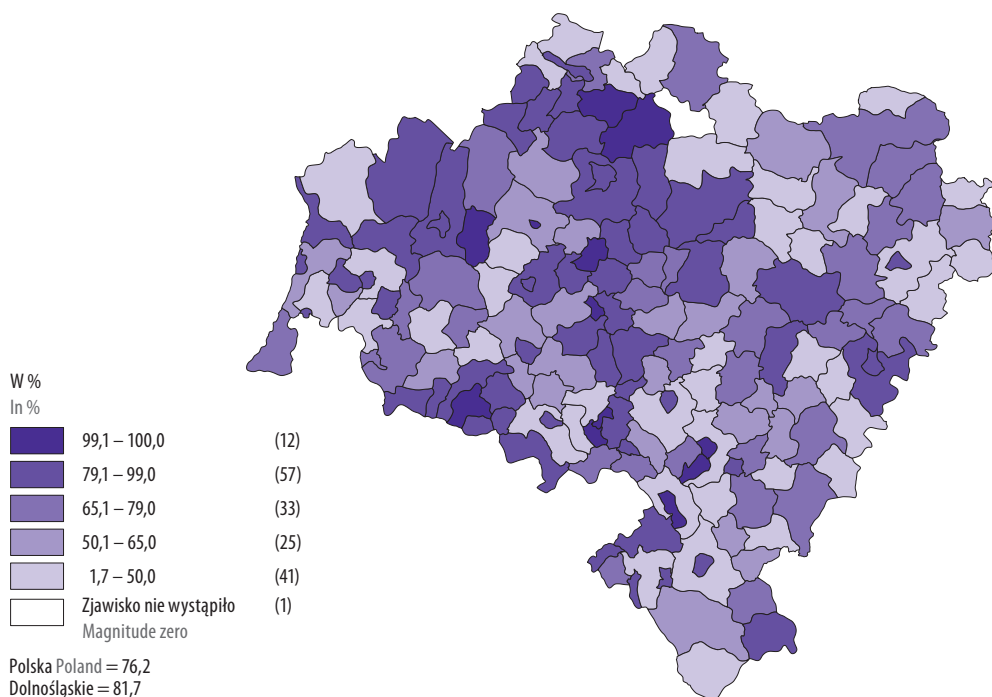 W %
In %
99,1 – 100,0 (12)
79,1 – 99,0 (57)
65,1 – 79,0 (33)
50,1 – 65,0 (25)
1,7 – 50,0 (41)
Zjawisko nie wystąpiło (1)
Magnitude zero
Polska Poland = 76,2
Dolnośląskie = 81,7